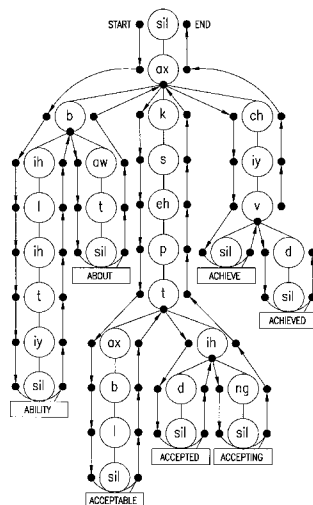 START sil END
ax
b k ch
ih aw s iy
l t eh v
ih sil p sil d
ABOUT ACHIEVE
t t sil
ACHIEVED
iy ax ih
sil b d ng
ABILITY
l sil sil
ACCEPTED ACCEPTING
sil
ACCEPTABLE